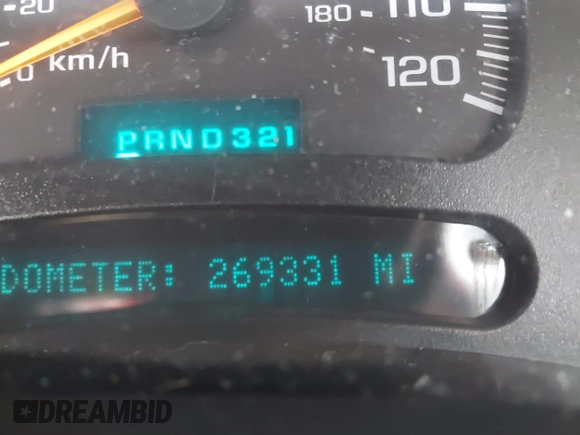 20
0 km/h
180 110
120
PRND321
DOMETER: 269331 MI
DREAMBID